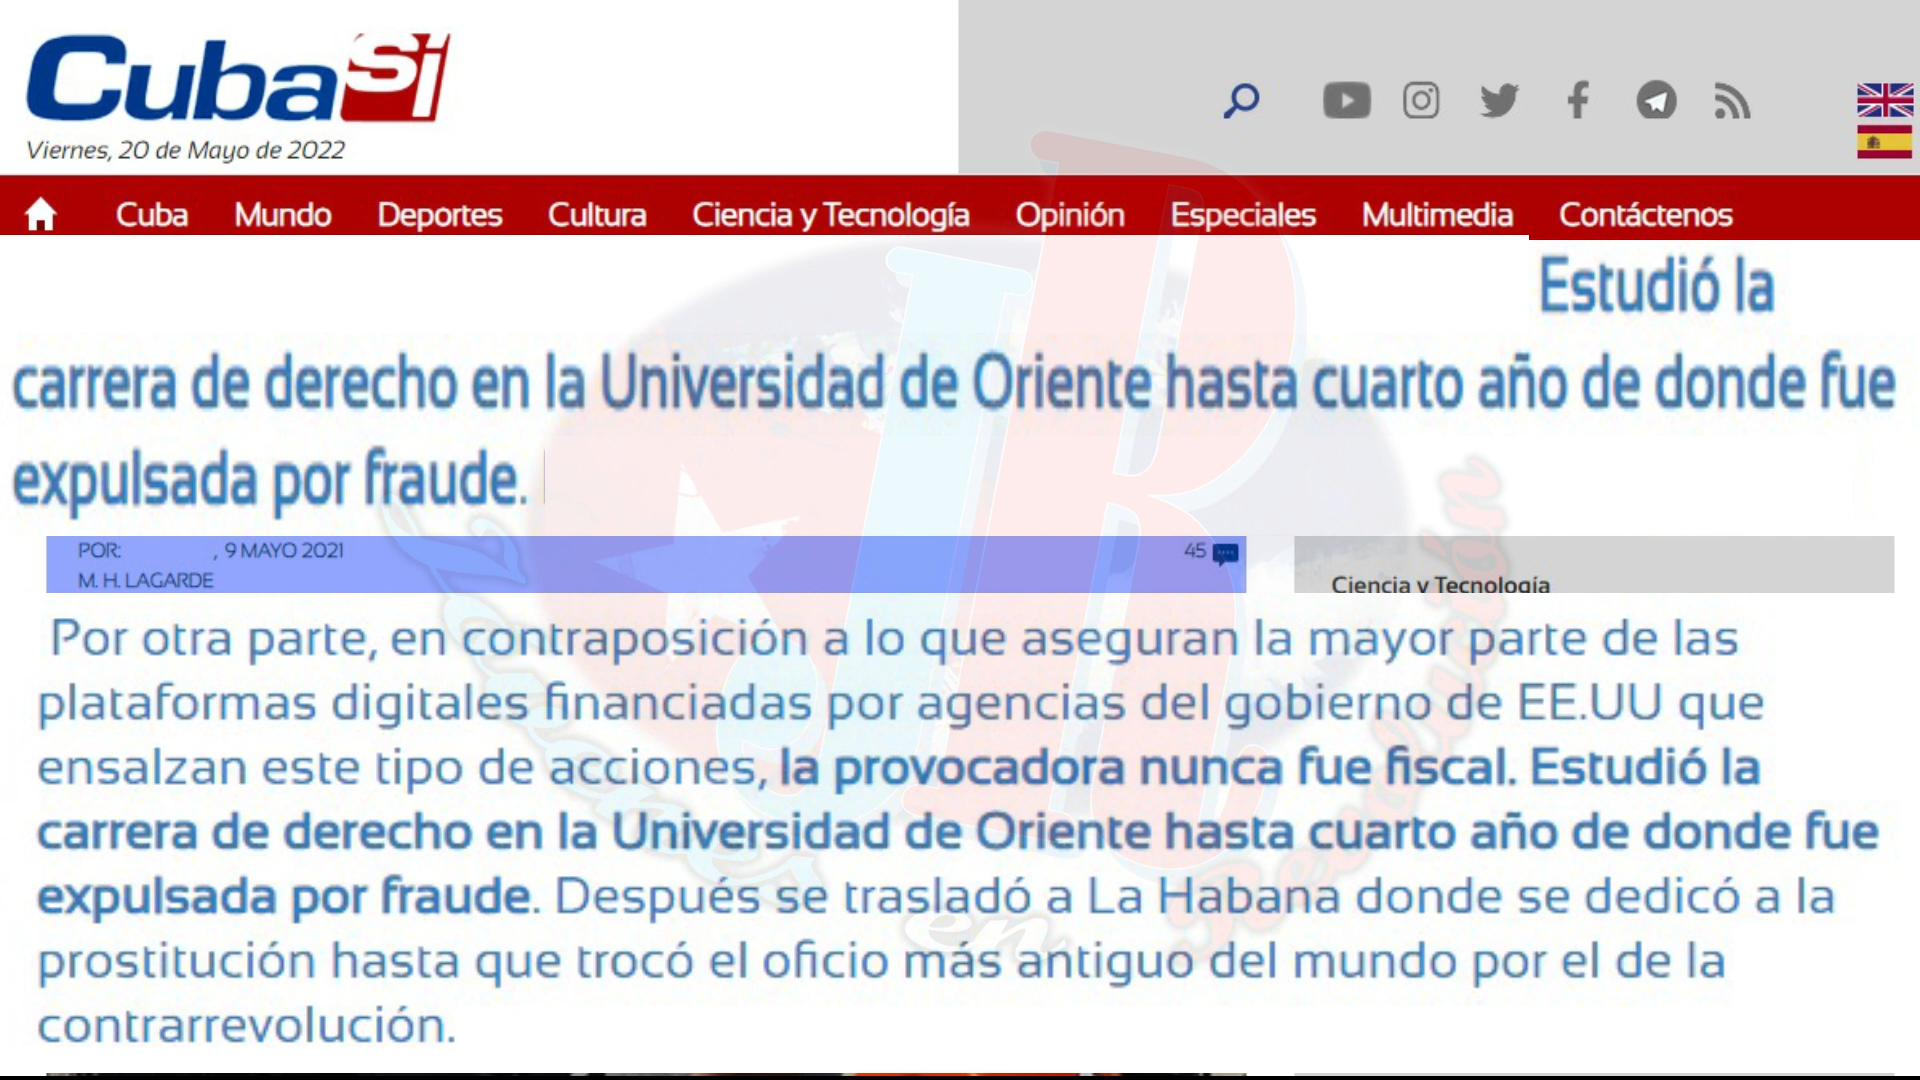 CubaSi
Viernes, 20 de Mayo de 2022
Cuba Mundo Deportes Cultura Ciencia y Tecnología Opinión Especiales Multimedia Contáctenos
Estudió la
carrera de derecho en la Universidad de Oriente hasta cuarto año de donde fue
expulsada por fraude.
POR: , 9 MAYO 2021 45
M. H. LAGARDE
Ciencia y Tecnología
Por otra parte, en contraposición a lo que aseguran la mayor parte de las
plataformas digitales financiadas por agencias del gobierno de EE.UU que
ensalzan este tipo de acciones, la provocadora nunca fue fiscal. Estudió la
carrera de derecho en la Universidad de Oriente hasta cuarto año de donde fue
expulsada por fraude. Después se trasladó a La Habana donde se dedicó a la
prostitución hasta que trocó el oficio más antiguo del mundo por el de la
contrarrevolución.
JR
en
Revolución